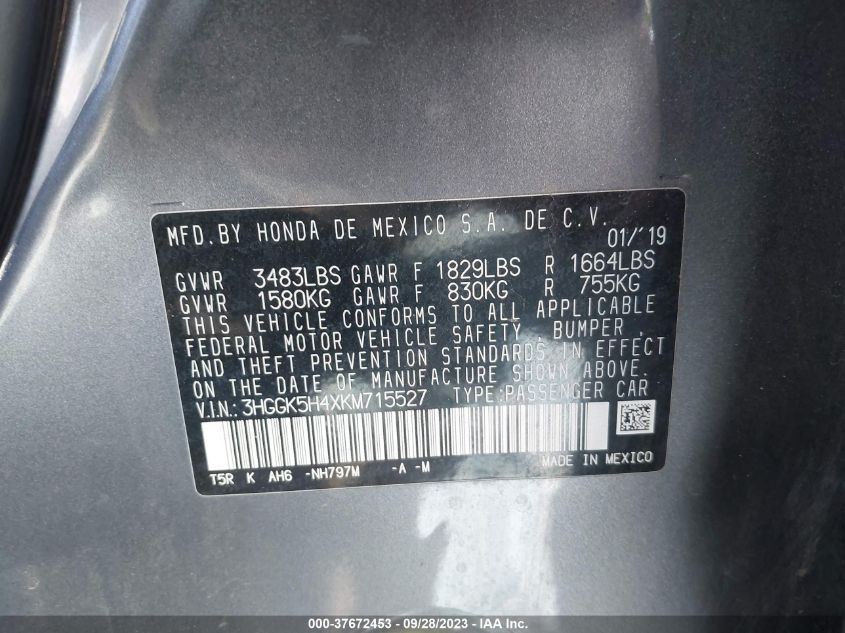 MFD. BY HONDA DE MEXICO S.A. DE C.V. 01/'19
GVWR 3483LBS GAWR F 1829LBS R 1664LBS
GVWR 1580KG GAWR F 830KG R 755KG
THIS VEHICLE CONFORMS TO ALL APPLICABLE
FEDERAL MOTOR VEHICLE SAFETY, BUMPER,
AND THEFT PREVENTION STANDARDS IN EFFECT
ON THE DATE OF MANUFACTURE SHOWN ABOVE.
V.I.N.: 3HGGK5H4XKM715527 TYPE:PASSENGER CAR
T5R K AH6 -NH797M -A -M MADE IN MEXICO
000-37672453 - 09/28/2023 - IAA Inc.